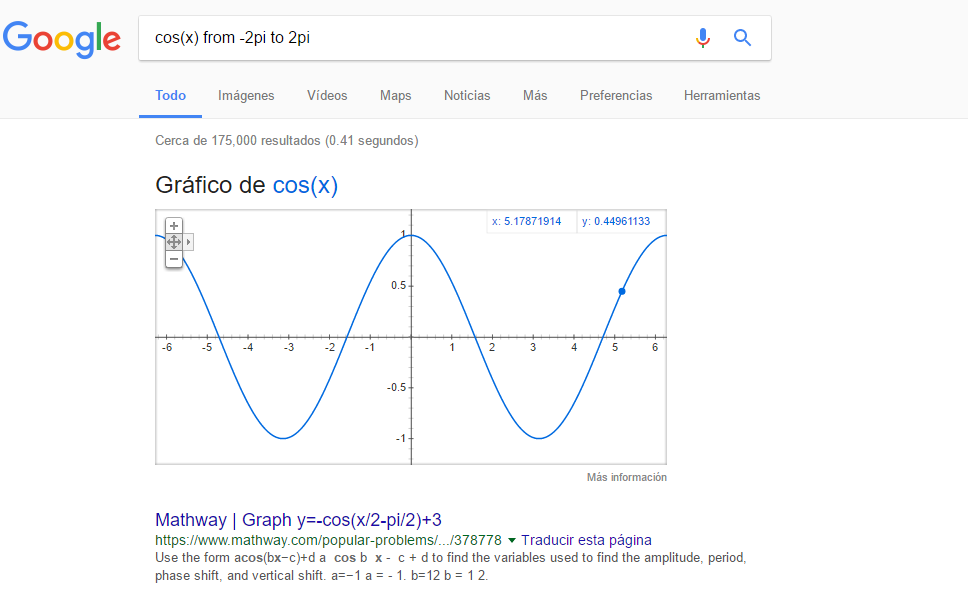 Google
cos(x) from -2pi to 2pi
Todo Imágenes Vídeos Maps Noticias Más Preferencias Herramientas
Cerca de 175,000 resultados (0.41 segundos)
Gráfico de cos(x)
x: 5.17871914 y: 0.44961133
1
0.5
-6 -5 -4 -3 -2 -1 1 2 3 4 5 6
-0.5
-1
Más información
Mathway | Graph y=-cos(x/2-pi/2)+3
https://www.mathway.com/popular-problems/.../378778 Traducir esta página
Use the form acos(bx−c)+d a cos b x - c + d to find the variables used to find the amplitude, period,
phase shift, and vertical shift. a=−1 a = - 1. b=12 b = 1 2.